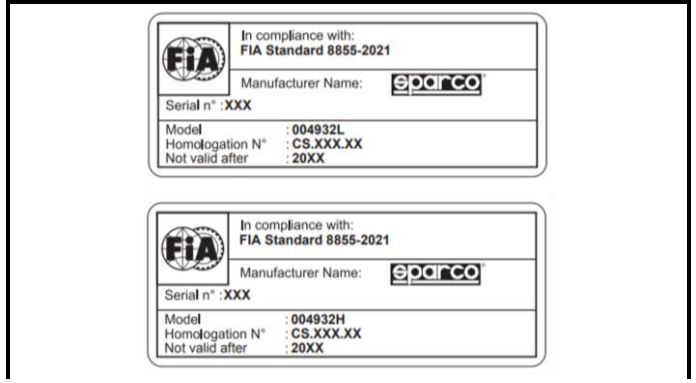 FIA
In compliance with:
FIA Standard 8855-2021
Manufacturer Name: sparco
Serial n° :XXX
Model : 004932L
Homologation N° : CS.XXX.XX
Not valid after : 20XX
FIA
In compliance with:
FIA Standard 8855-2021
Manufacturer Name: sparco
Serial n° :XXX
Model : 004932H
Homologation N° : CS.XXX.XX
Not valid after : 20XX